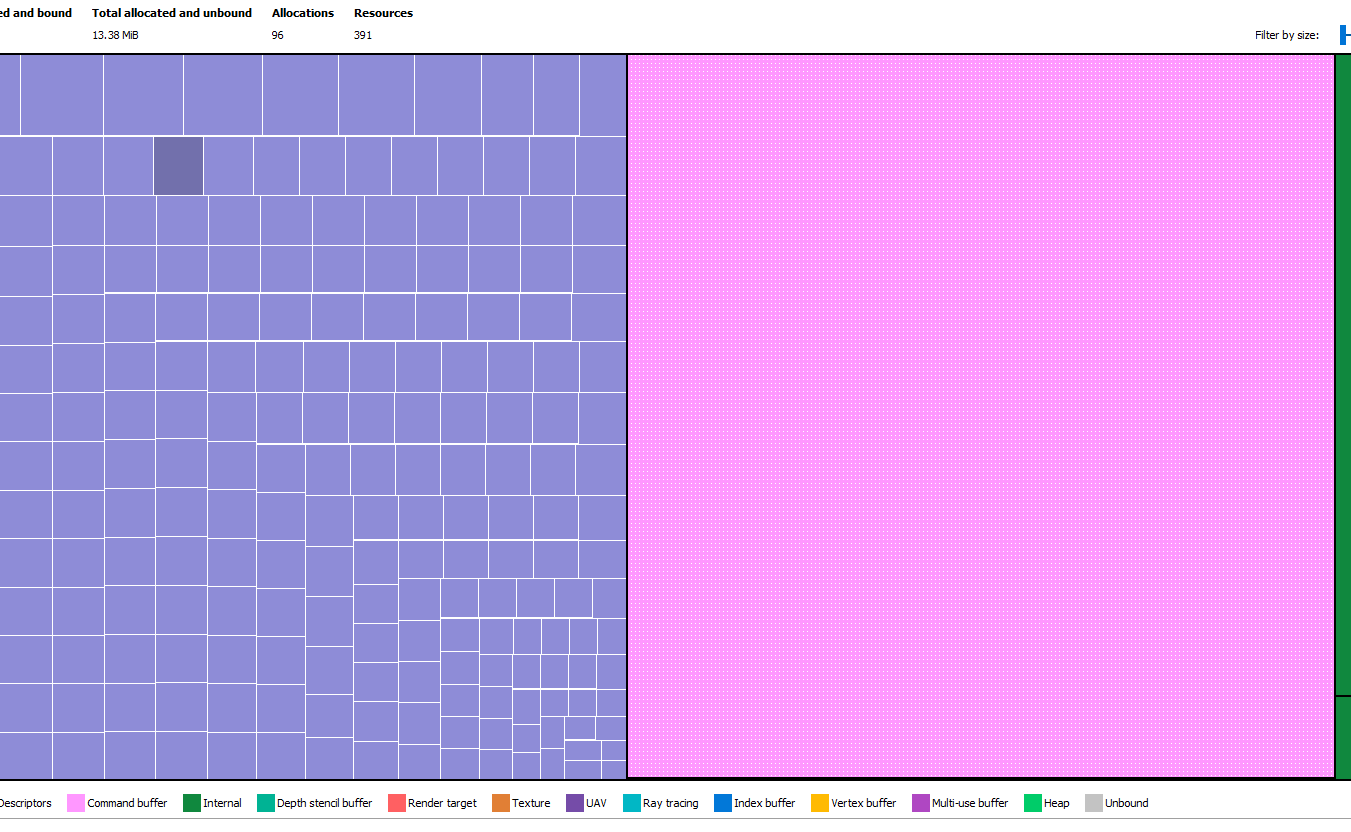 ed and bound Total allocated and unbound Allocations Resources
13.38 MiB 96 391 Filter by size:
Descriptors Command buffer Internal Depth stencil buffer Render target Texture UAV Ray tracing Index buffer Vertex buffer Multi-use buffer Heap Unbound